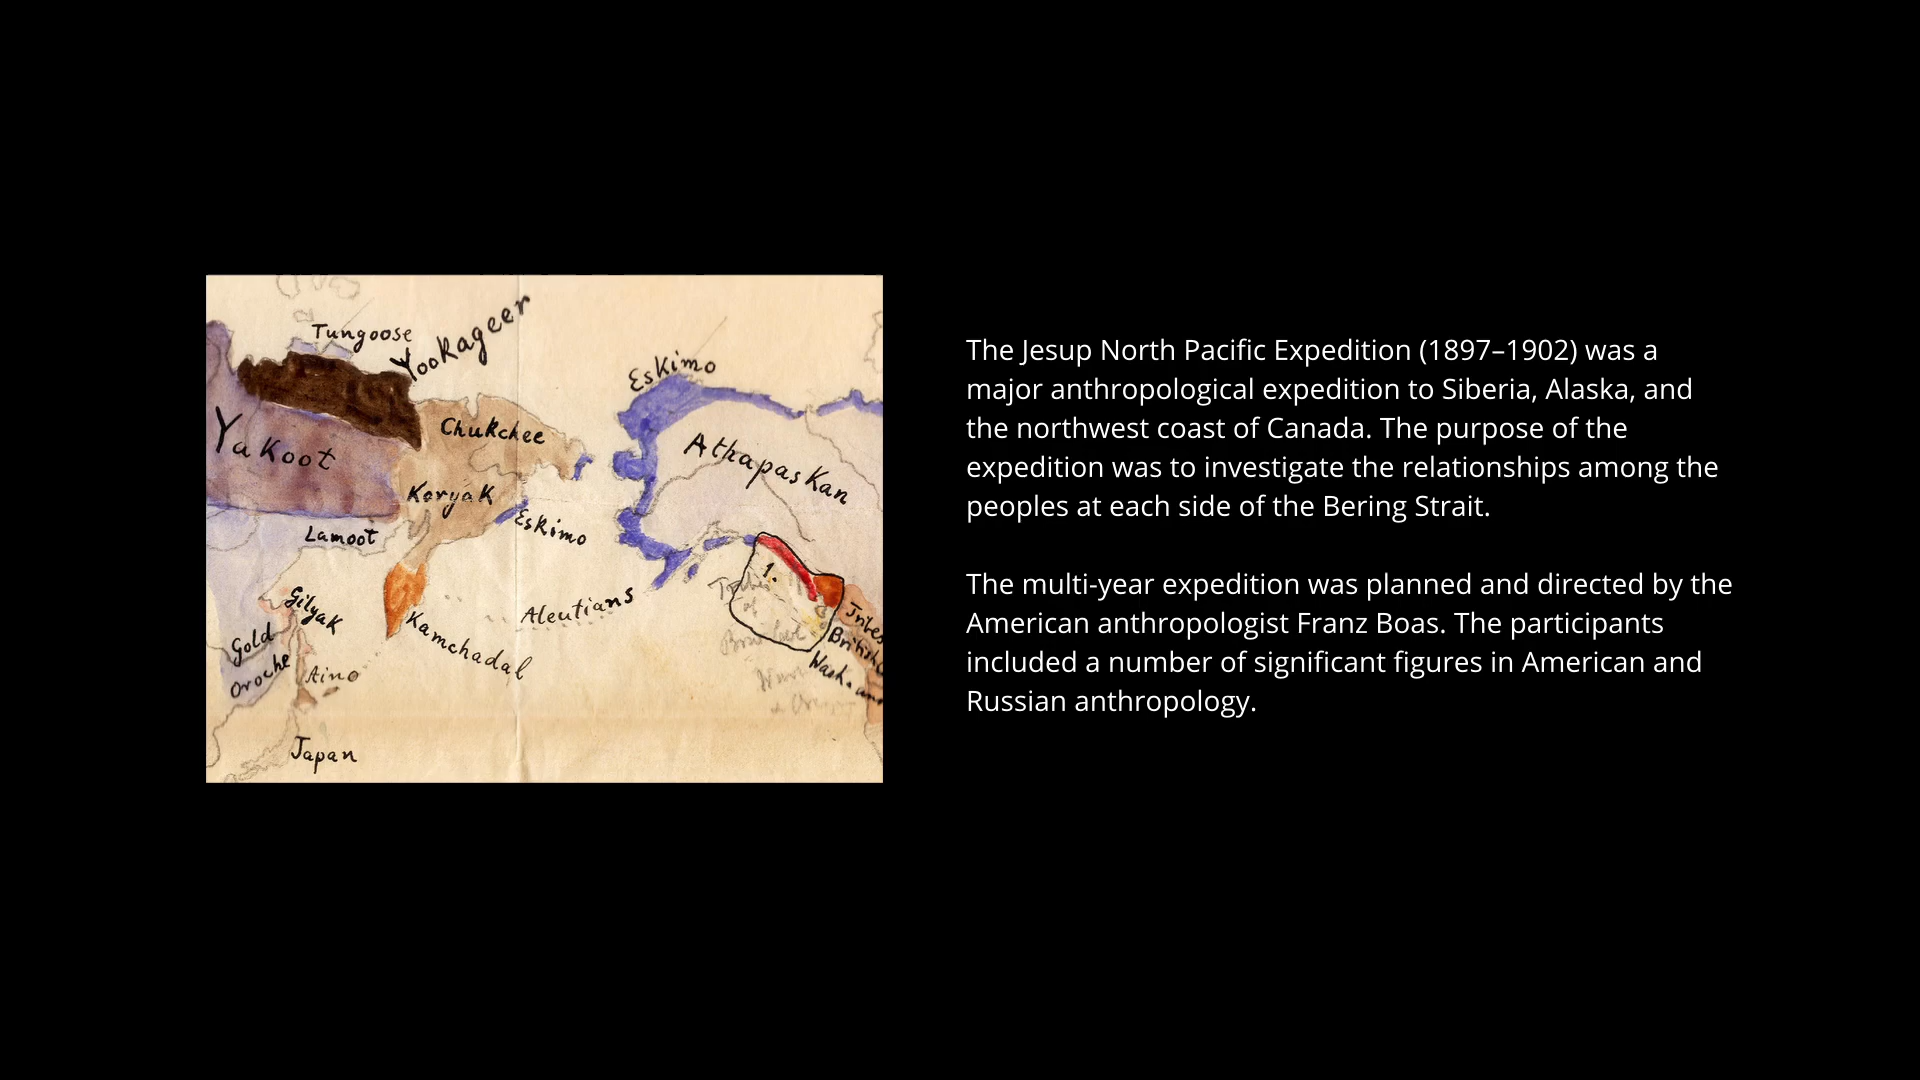 Tungoose
Yookageer
Eskimo
Yakoot
Chukchee
Athapaskan
Koryak
Eskimo
Lamoot
1.
Gilyak
Aleutians
Kamchadal
Gold
Oroche
Aino
British
Wash.
Japan
The Jesup North Pacific Expedition (1897–1902) was a
major anthropological expedition to Siberia, Alaska, and
the northwest coast of Canada. The purpose of the
expedition was to investigate the relationships among the
peoples at each side of the Bering Strait.
The multi-year expedition was planned and directed by the
American anthropologist Franz Boas. The participants
included a number of significant figures in American and
Russian anthropology.